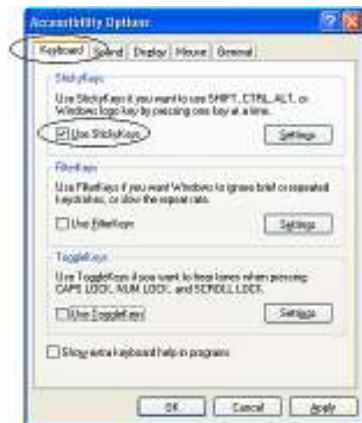 Accessibility Options
Keyboard Sound Display Mouse General
StickyKeys
Use StickyKeys if you want to use SHIFT, CTRL, ALT, or
Windows logo key by pressing one key at a time.
Use StickyKeys
Settings
FilterKeys
Use FilterKeys if you want Windows to ignore brief or repeated
keystrokes, or slow the repeat rate.
Use FilterKeys
Settings
ToggleKeys
Use ToggleKeys if you want to hear tones when pressing
CAPS LOCK, NUM LOCK, and SCROLL LOCK.
Use ToggleKeys
Settings
Show extra keyboard help in programs
OK Cancel Apply